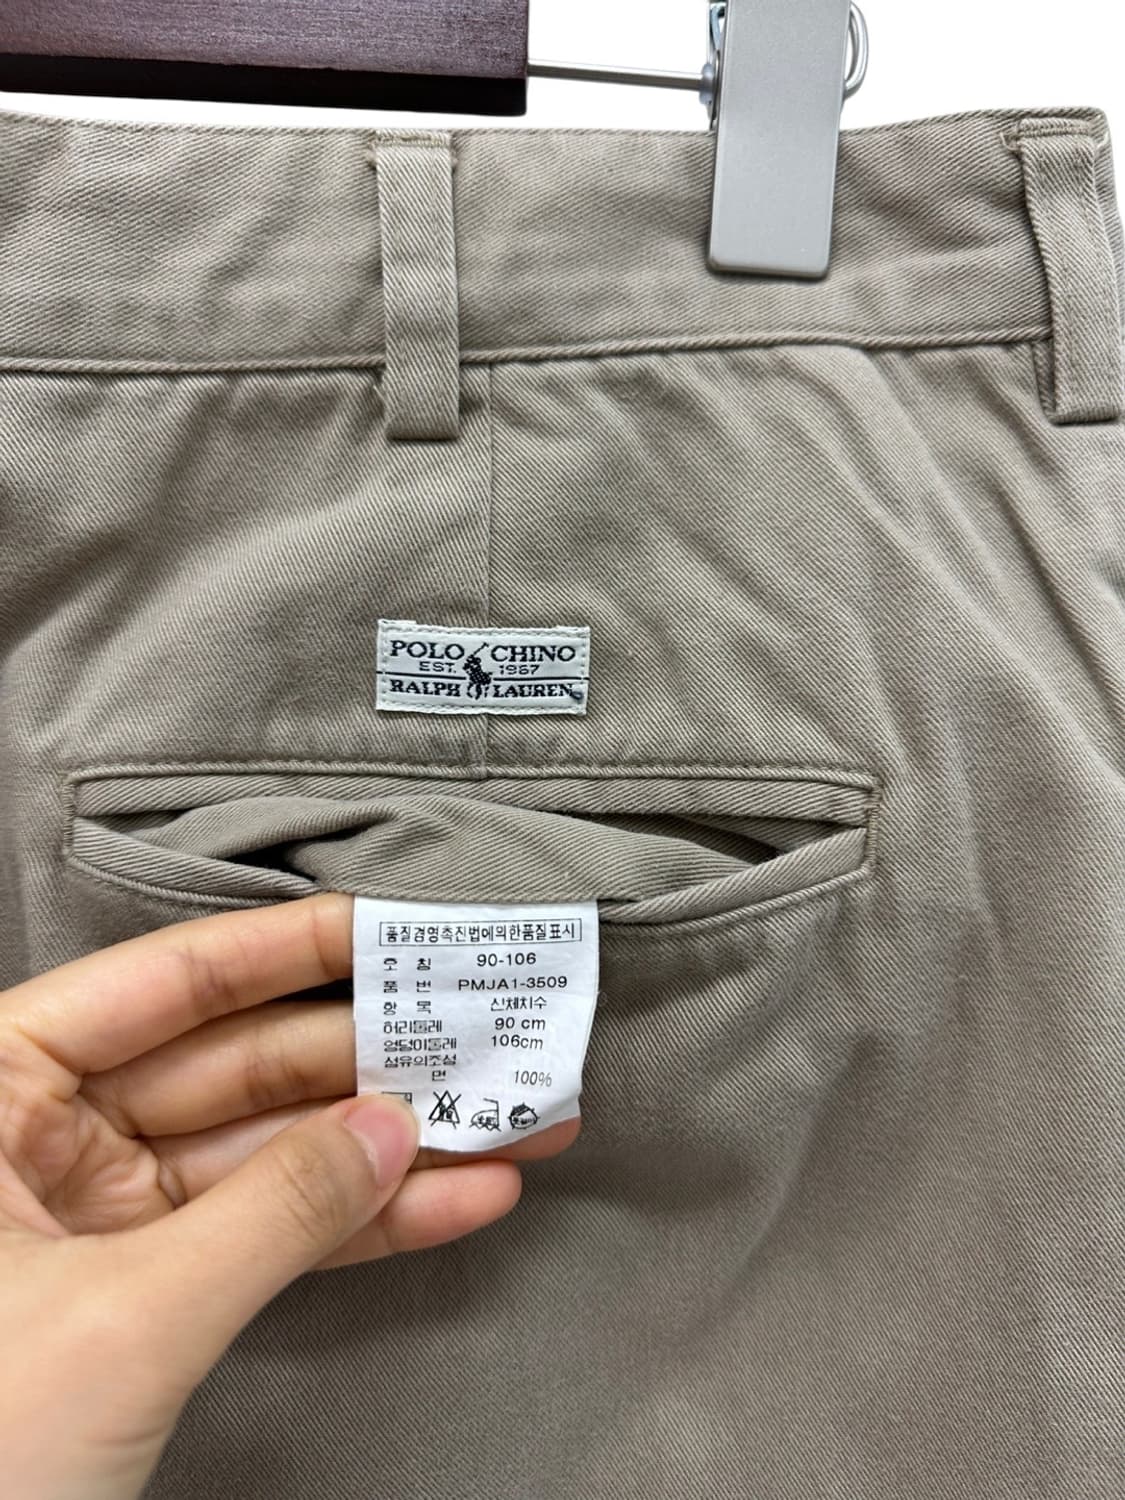 POLO CHINO
EST. 1967
RALPH LAUREN
품질경영촉진법에의한품질표시
호 칭 90-106
품 번 PMJA1-3509
항 목 신체치수
허리둘레 90 cm
엉덩이둘레 106cm
섬유의조성
면 100%